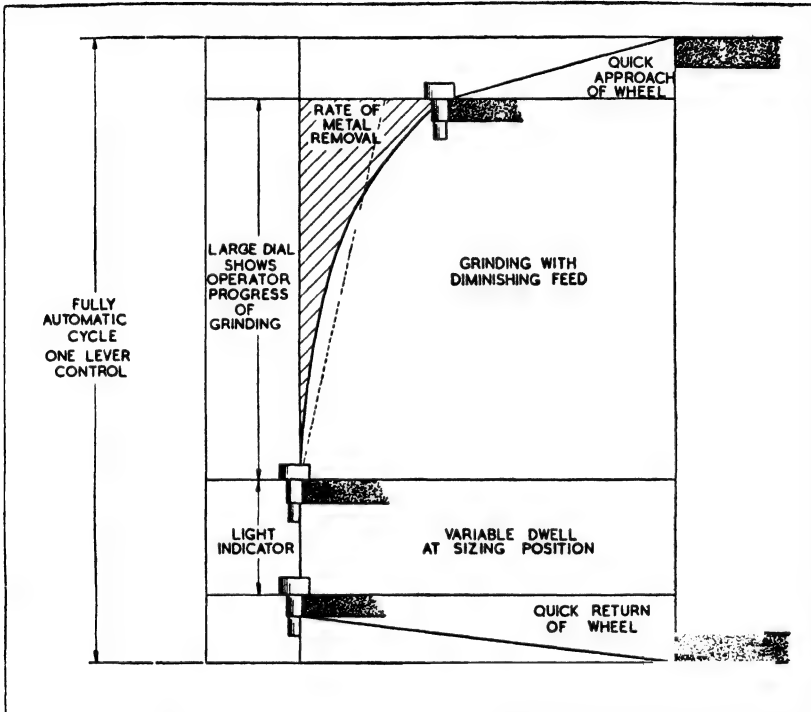 QUICK
APPROACH
OF WHEEL
RATE OF
METAL
REMOVAL
LARGE DIAL
SHOWS
OPERATOR
PROGRESS
OF
GRINDING
GRINDING WITH
DIMINISHING FEED
FULLY
AUTOMATIC
CYCLE
ONE LEVER
CONTROL
LIGHT
INDICATOR
VARIABLE DWELL
AT SIZING POSITION
QUICK RETURN
OF WHEEL